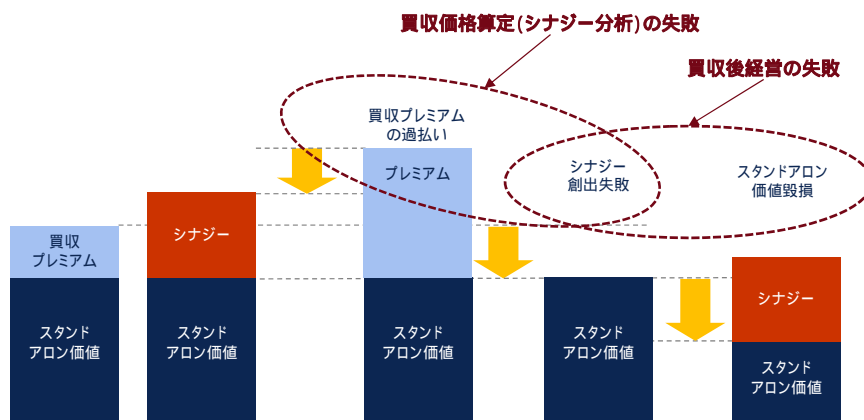 買収価格算定(シナジー分析)の失敗
買収後経営の失敗
買収プレミアム
の過払い
プレミアム
シナジー
創出失敗
スタンドアロン
価値毀損
買収
プレミアム
シナジー
シナジー
スタンド
アロン価値
スタンド
アロン価値
スタンド
アロン価値
スタンド
アロン価値
スタンド
アロン価値